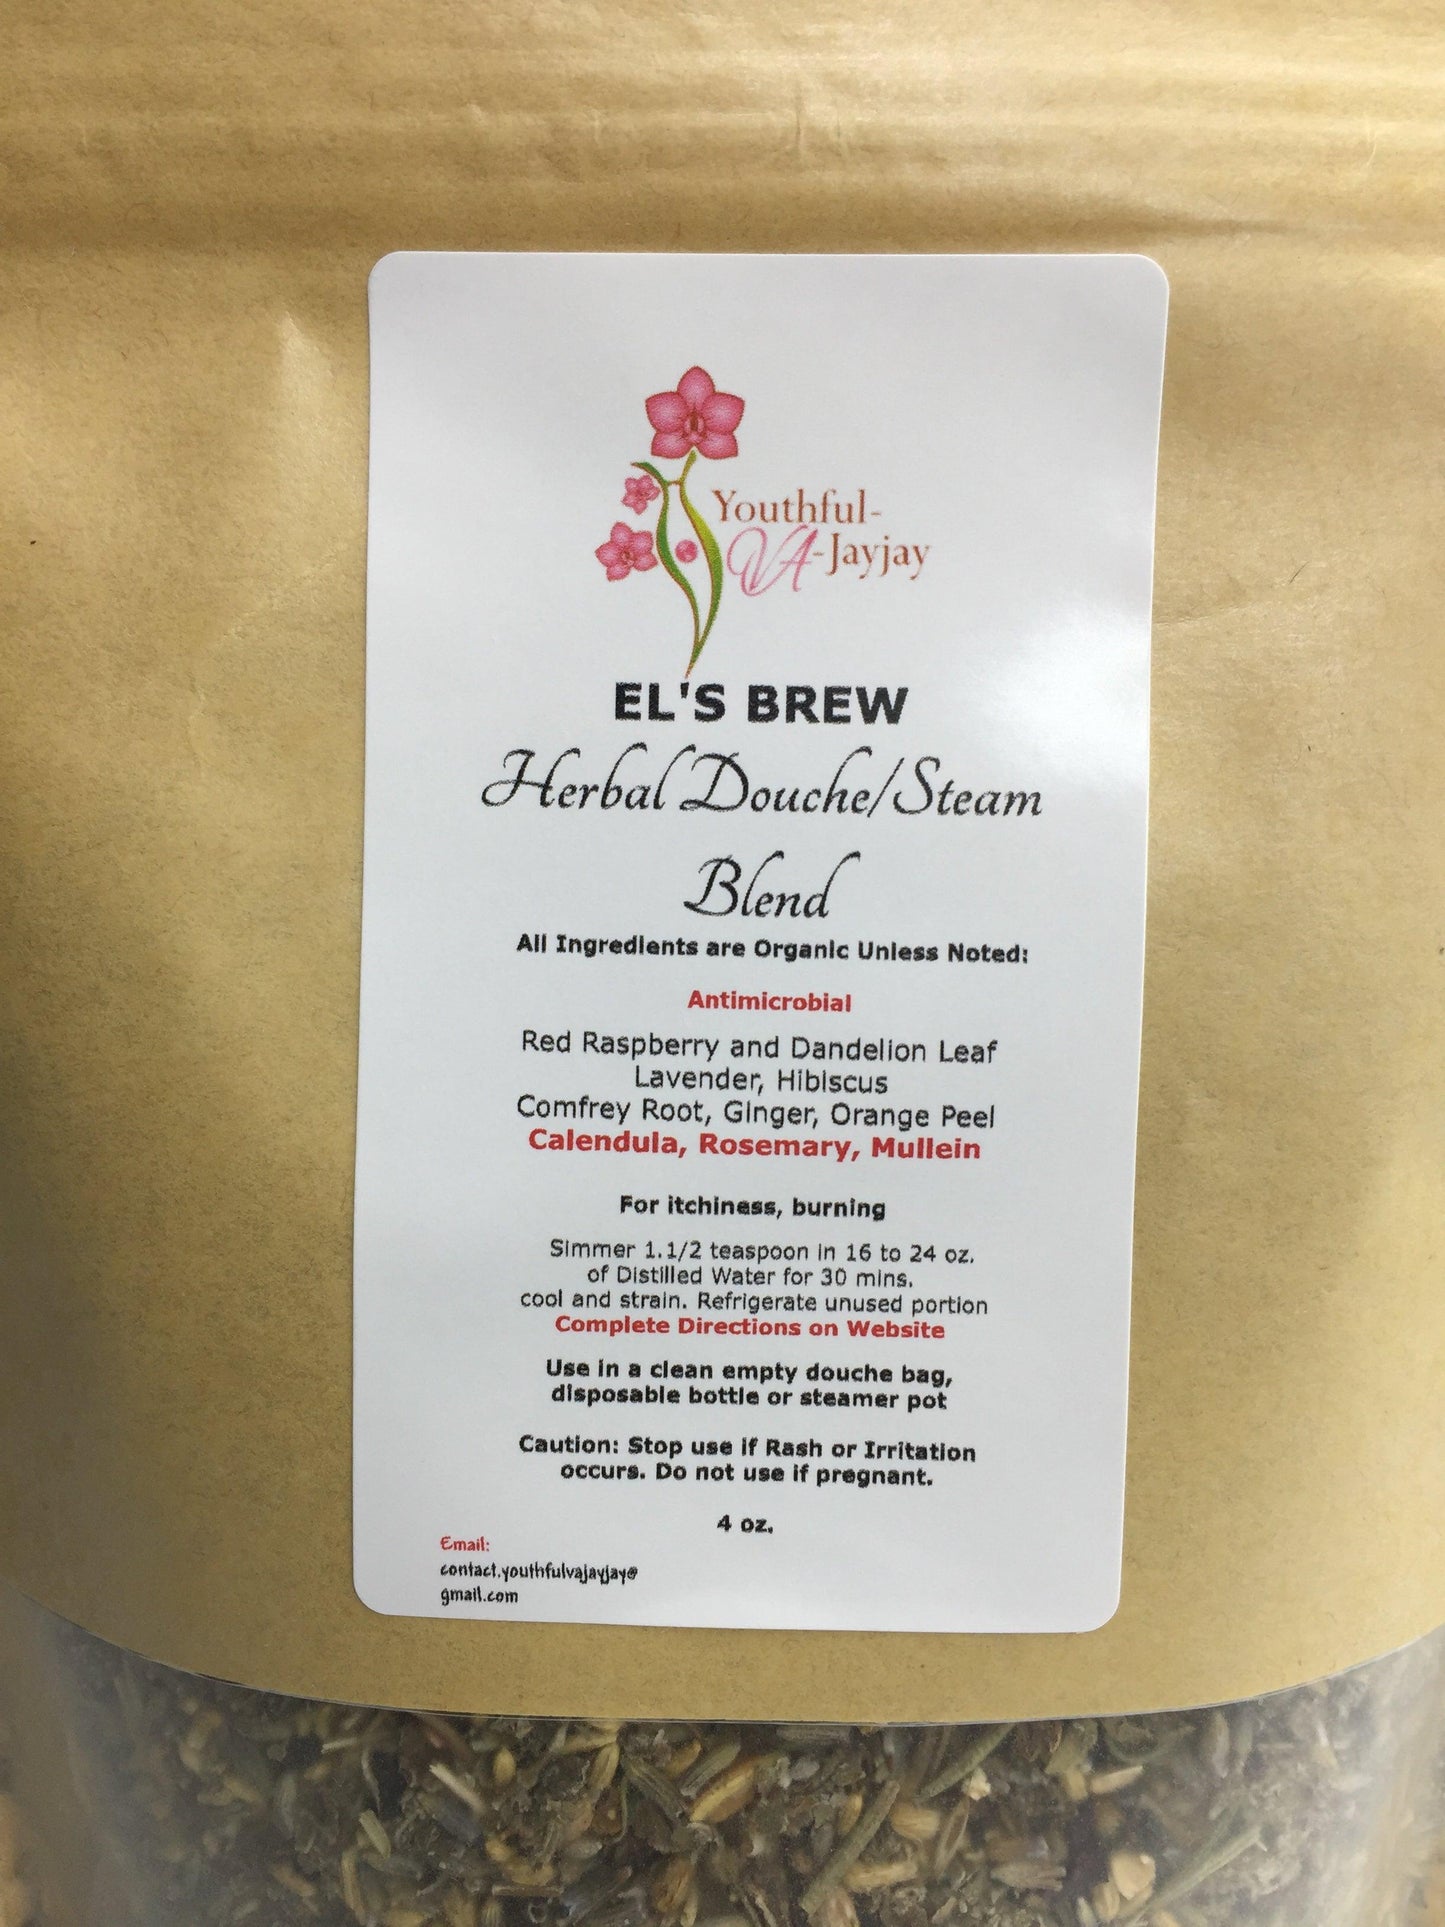 Youthful-
VA-Jayjay
EL'S BREW
Herbal Douche/Steam
Blend
All Ingredients are Organic Unless Noted:
Antimicrobial
Red Raspberry and Dandelion Leaf
Lavender, Hibiscus
Comfrey Root, Ginger, Orange Peel
Calendula, Rosemary, Mullein
For itchiness, burning
Simmer 1.1/2 teaspoon in 16 to 24 oz.
of Distilled Water for 30 mins.
cool and strain. Refrigerate unused portion
Complete Directions on Website
Use in a clean empty douche bag,
disposable bottle or steamer pot
Caution: Stop use if Rash or Irritation
occurs. Do not use if pregnant.
4 oz.
Email:
contact.youthfulvajayjay@
gmail.com